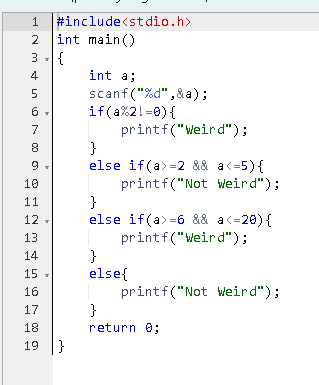 1 #include<stdio.h>
2 int main()
3 {
4     int a;
5     scanf("%d",&a);
6     if(a%2!=0){
7         printf("Weird");
8     }
9     else if(a>=2 && a<=5){
10         printf("Not Weird");
11     }
12     else if(a>=6 && a<=20){
13         printf("Weird");
14     }
15     else{
16         printf("Not Weird");
17     }
18     return 0;
19 }